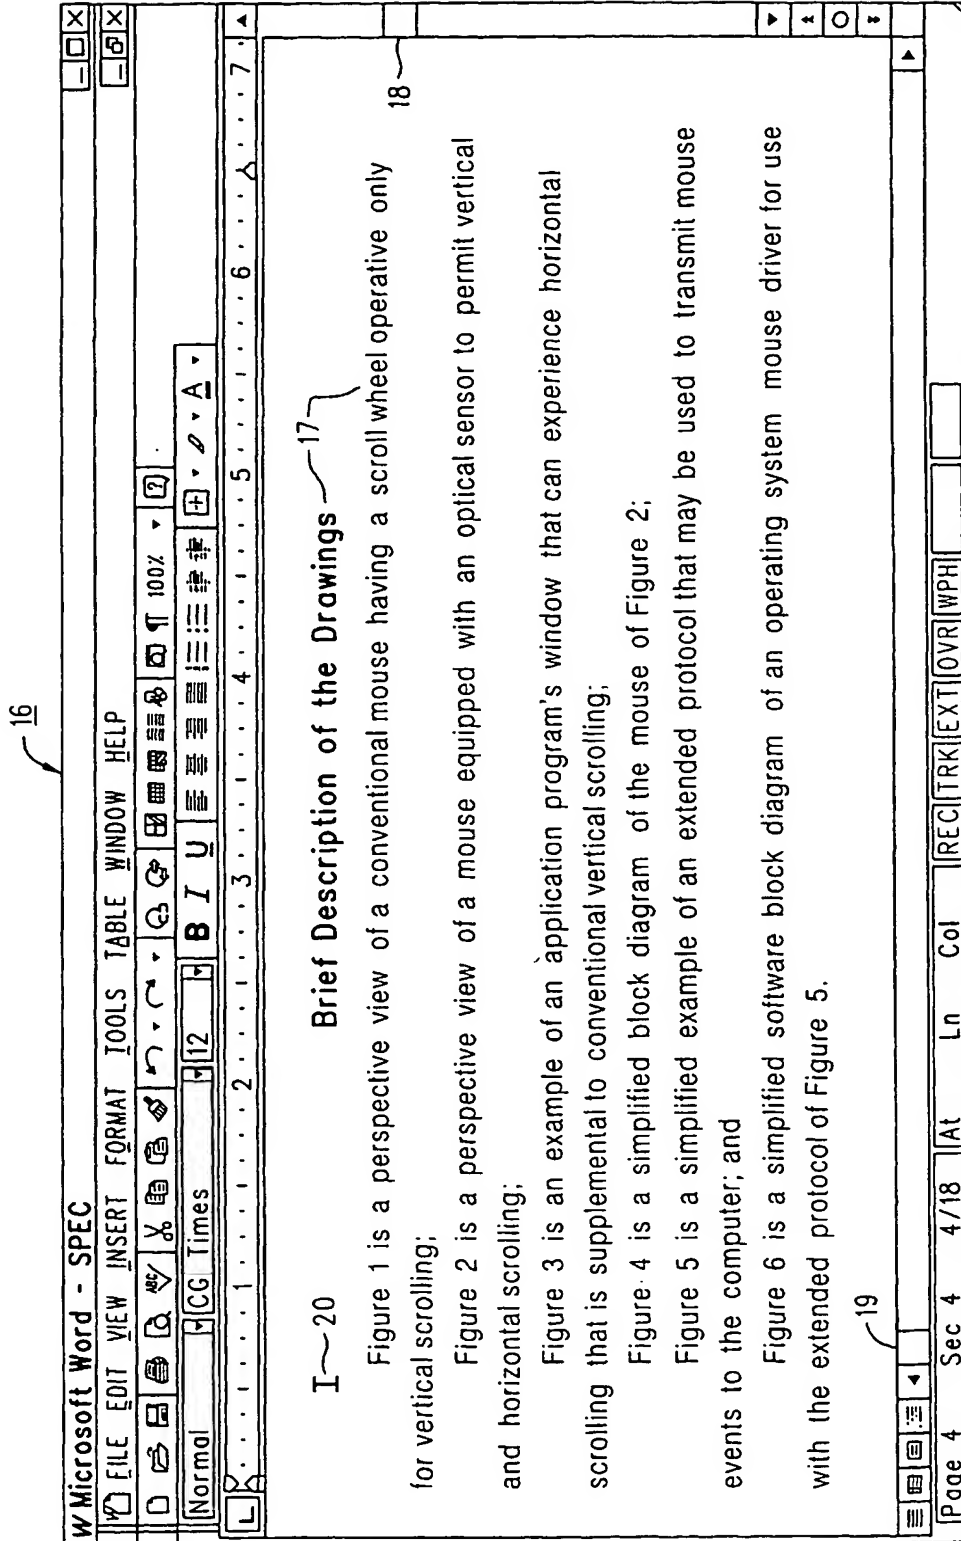 16
W Microsoft Word - SPEC
FILE EDIT VIEW INSERT FORMAT TOOLS TABLE WINDOW HELP
ABC ¶ 100% ?
Normal CG Times 12 B I U A
L 1 2 3 4 5 6 7
I 20 Brief Description of the Drawings 17
18
Figure 1 is a perspective view of a conventional mouse having a scroll wheel operative only
for vertical scrolling;
Figure 2 is a perspective view of a mouse equipped with an optical sensor to permit vertical
and horizontal scrolling;
Figure 3 is an example of an application program's window that can experience horizontal
scrolling that is supplemental to conventional vertical scrolling;
Figure 4 is a simplified block diagram of the mouse of Figure 2;
Figure 5 is a simplified example of an extended protocol that may be used to transmit mouse
events to the computer; and
Figure 6 is a simplified software block diagram of an operating system mouse driver for use
with the extended protocol of Figure 5.
19
Page 4 Sec 4 4/18 At Ln Col REC TRK EXT OVR WPH